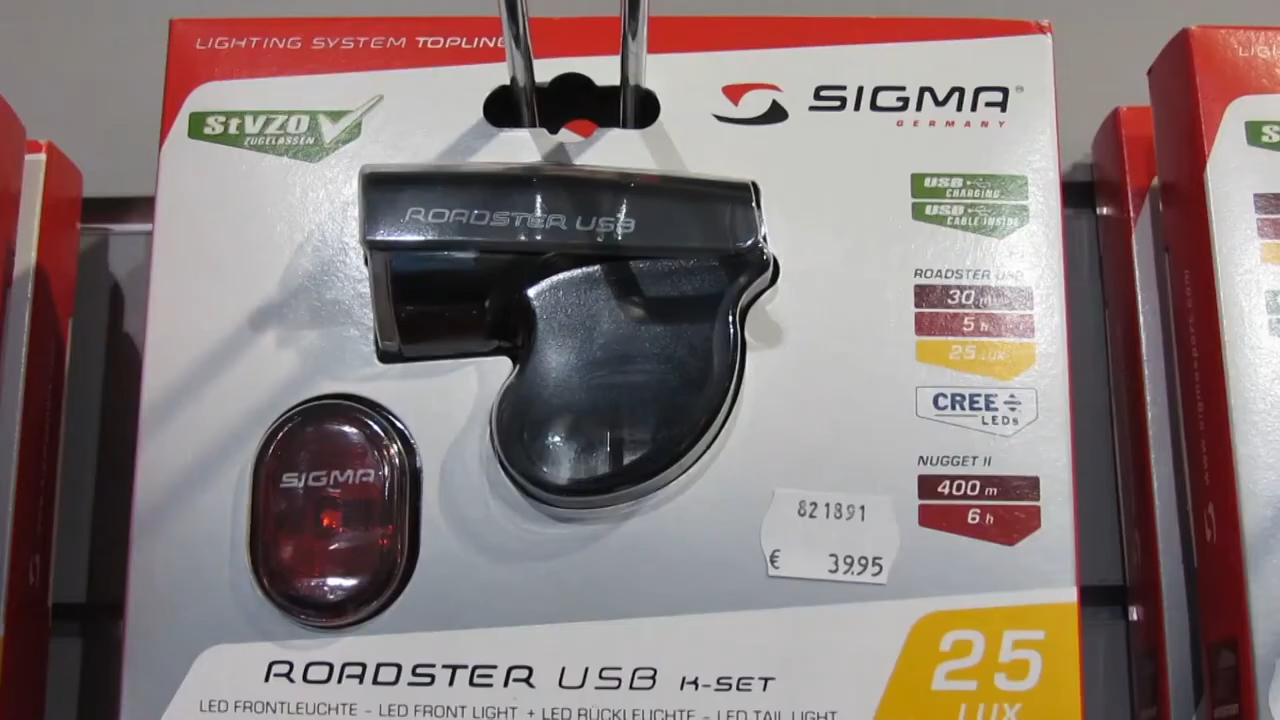 LIGHTING SYSTEM TOPLINE
SIGMA
GERMANY
StVZO
ZUGELASSEN
USB
CHARGING
USB
CABLE INSIDE
ROADSTER USB
ROADSTER USB
30 m
5 h
25 LUX
CREE
LEDs
SIGMA
NUGGET II
400 m
6 h
821891
€ 39.95
ROADSTER USB K-SET
LED FRONTLEUCHTE - LED FRONT LIGHT + LED RÜCKLEUCHTE - LED TAIL LIGHT
25
LUX